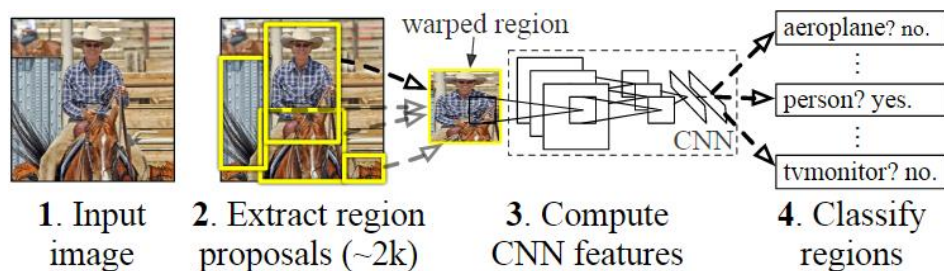 warped region
aeroplane? no.
⋮
person? yes.
CNN
⋮
tvmonitor? no.
1. Input
image
2. Extract region
proposals (~2k)
3. Compute
CNN features
4. Classify
regions